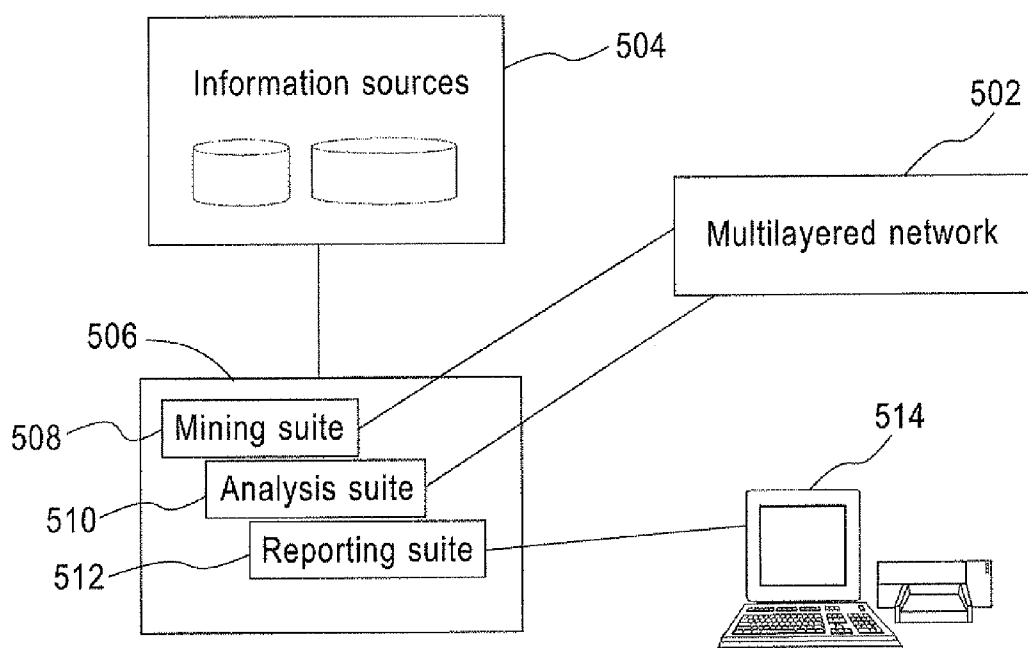 504
Information sources
502
Multilayered network
506
508
Mining suite
514
510
Analysis suite
512
Reporting suite